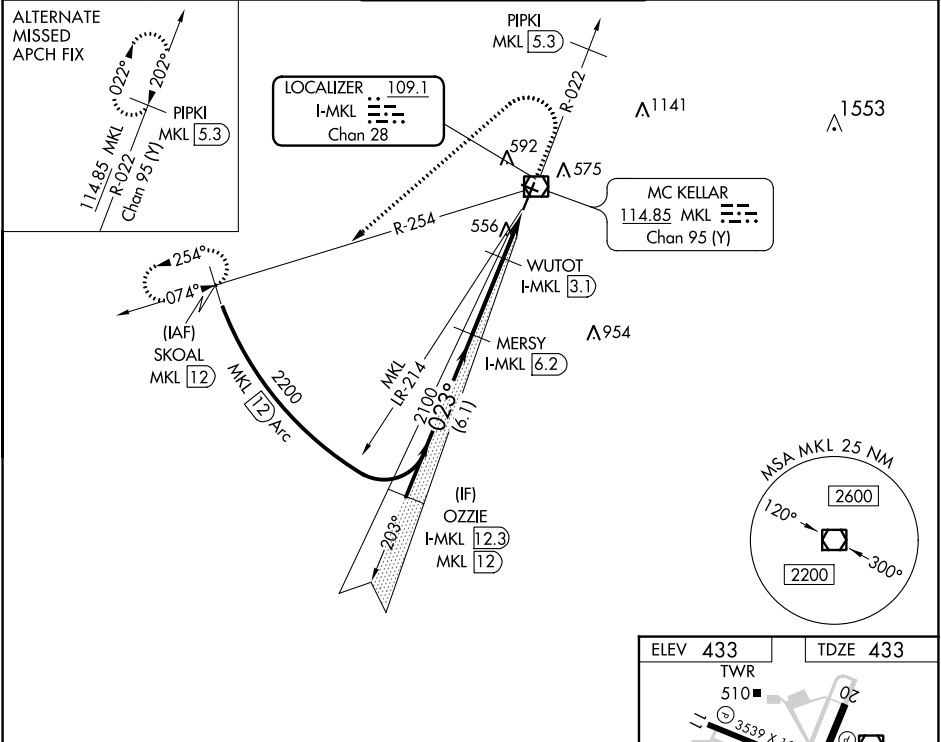 ALTERNATE
MISSED
APCH FIX
022°
202°
PIPKI
MKL 5.3
114.85 MKL
R-022
Chan 95 (Y)
PIPKI
MKL 5.3
R-022
LOCALIZER 109.1
I-MKL
Chan 28
1141
1553
592
575
MC KELLAR
114.85 MKL
Chan 95 (Y)
R-254
556
WUTOT
I-MKL 3.1
254°
074°
(IAF)
SKOAL
MKL 12
MERSY
I-MKL 6.2
954
MKL
LR-214
2200
MKL 12 Arc
2100
023°
(6.1)
(IF)
OZZIE
I-MKL 12.3
MKL 12
203°
MSA MKL 25 NM
2600
120°
300°
2200
ELEV 433
TDZE 433
TWR
510
20
11
P
3539 X
P